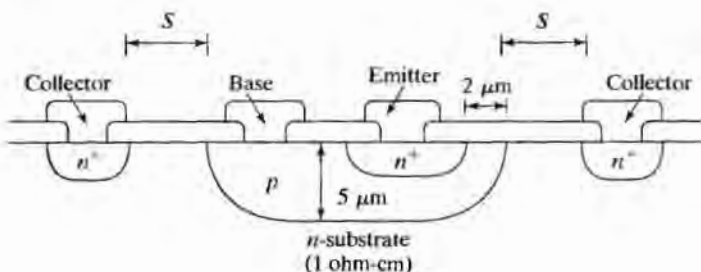 S
S
Collector
Base
Emitter
2 μm
Collector
n⁺
p
5 μm
n⁺
n⁺
n-substrate
(1 ohm-cm)